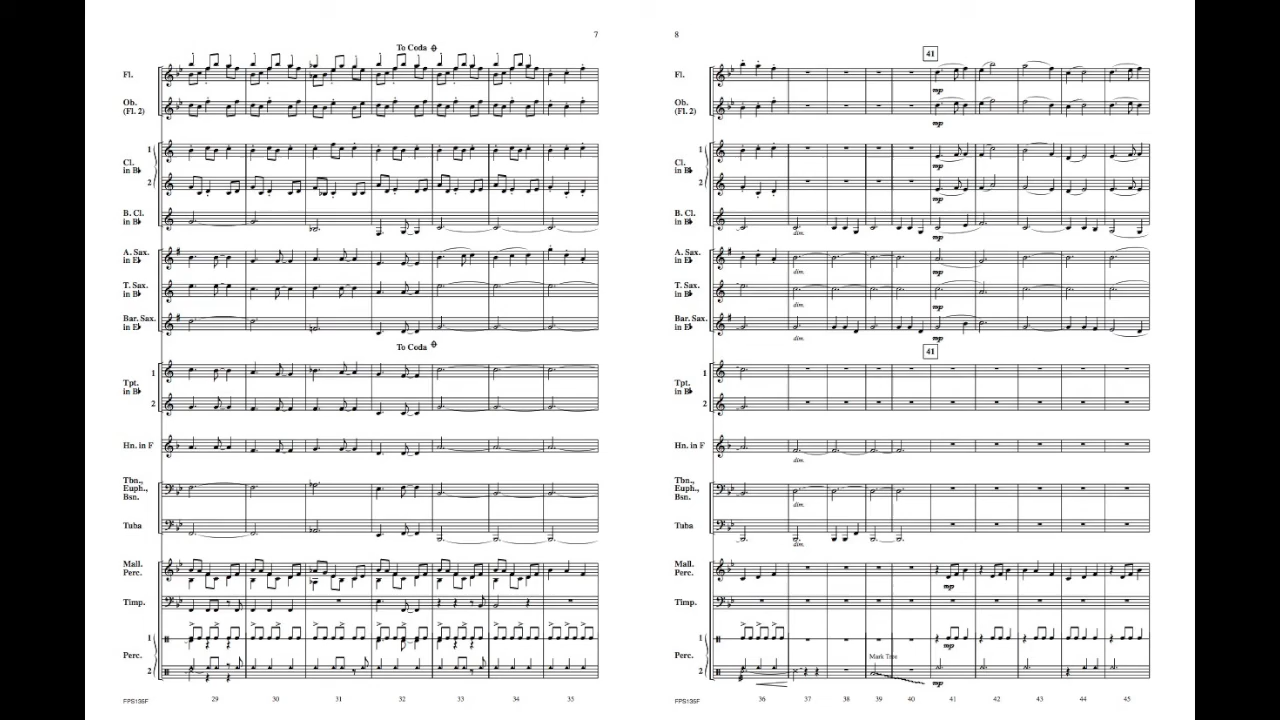 7
To Coda
Fl.
Ob.
(Fl. 2)
1
Cl.
in B♭
2
B. Cl.
in B♭
A. Sax.
in E♭
T. Sax.
in B♭
Bar. Sax.
in E♭
To Coda
1
Tpt.
in B♭
2
Hn. in F
Tbn.,
Euph.,
Bsn.
Tuba
Mall.
Perc.
Timp.
1
Perc.
2
FPS135F 29 30 31 32 33 34 35
8
41
Fl.
mp
Ob.
(Fl. 2)
mp
1
Cl.
in B♭
mp
2
mp
B. Cl.
in B♭
dim. mp
A. Sax.
in E♭
dim. mp
T. Sax.
in B♭
dim. mp
Bar. Sax.
in E♭
dim. mp
41
1
Tpt.
in B♭
2
Hn. in F
dim.
Tbn.,
Euph.,
Bsn.
dim.
Tuba
dim.
Mall.
Perc.
mp
Timp.
1
mp
Perc.
Mark Tree
2
mp
FPS135F 36 37 38 39 40 41 42 43 44 45